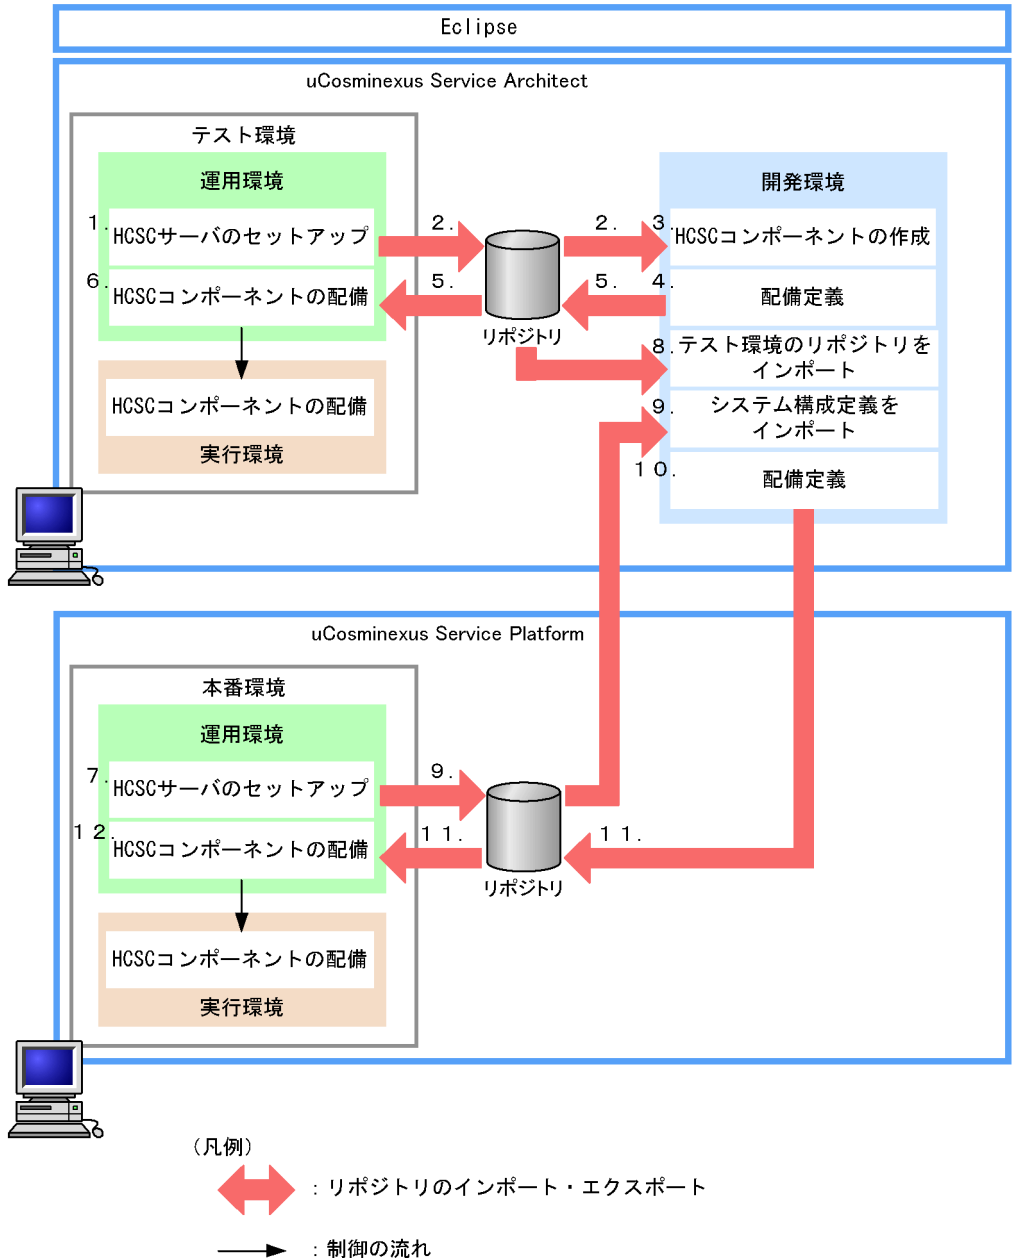 Eclipse
uCosminexus Service Architect
テスト環境
運用環境
開発環境
1.
HCSCサーバのセットアップ
2.
2.
3.
HCSCコンポーネントの作成
6.
HCSCコンポーネントの配備
5.
5.
4.
配備定義
リポジトリ
8.
テスト環境のリポジトリを
インポート
HCSCコンポーネントの配備
9.
システム構成定義を
インポート
実行環境
10.
配備定義
uCosminexus Service Platform
本番環境
運用環境
7.
HCSCサーバのセットアップ
9.
12.
HCSCコンポーネントの配備
11.
11.
リポジトリ
HCSCコンポーネントの配備
実行環境
(凡例)
：リポジトリのインポート・エクスポート
：制御の流れ